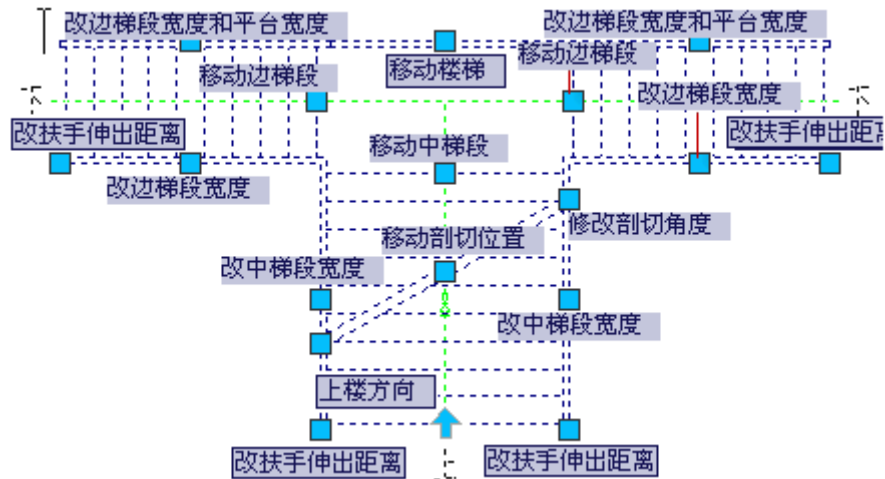 改边梯段宽度和平台宽度
改边梯段宽度和平台宽度
移动楼梯
移动边梯段
移动边梯段
改边梯段宽度
改扶手伸出距离
改扶手伸出距
移动中梯段
改边梯段宽度
修改剖切角度
移动剖切位置
改中梯段宽度
改中梯段宽度
上楼方向
改扶手伸出距离
改扶手伸出距离